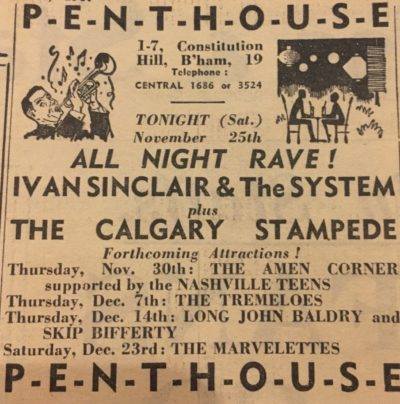 P-E-N-T-H-O-U-S-E
1-7, Constitution
Hill, B'ham, 19
Telephone :
CENTRAL 1686 or 3524
TONIGHT (Sat.)
November 25th
ALL NIGHT RAVE !
IVAN SINCLAIR & The SYSTEM
plus
THE CALGARY STAMPEDE
Forthcoming Attractions !
Thursday, Nov. 30th: THE AMEN CORNER
supported by the NASHVILLE TEENS
Thursday, Dec. 7th: THE TREMELOES
Thursday, Dec. 14th: LONG JOHN BALDRY and
SKIP BIFFERTY
Saturday, Dec. 23rd: THE MARVELETTES
P-E-N-T-H-O-U-S-E